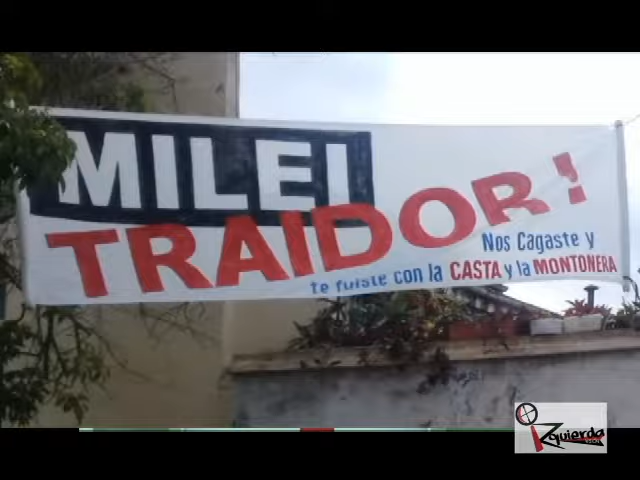 MILEI
TRAIDOR!
Nos Cagaste y
te fuiste con la CASTA y la MONTONERA
Izquierda